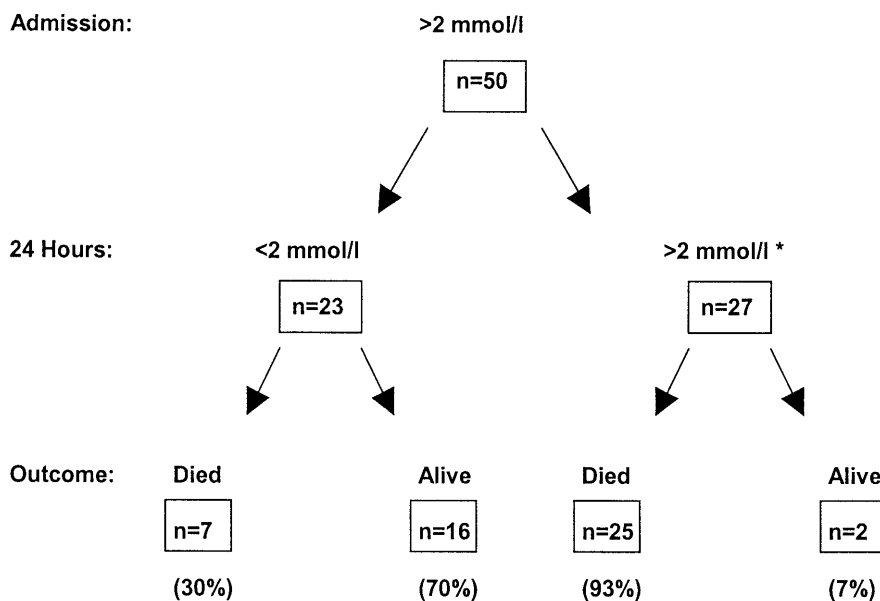 Admission: >2 mmol/l
n=50
24 Hours: <2 mmol/l >2 mmol/l *
n=23 n=27
Outcome: Died Alive Died Alive
n=7 n=16 n=25 n=2
(30%) (70%) (93%) (7%)